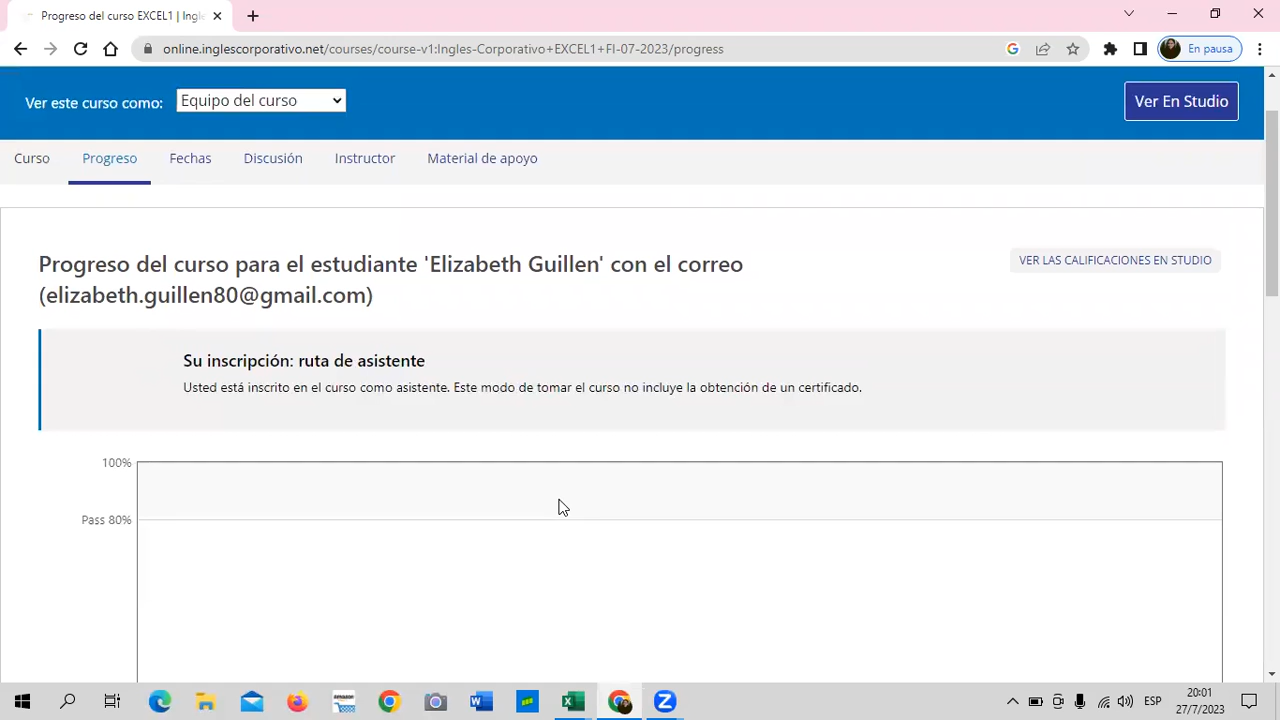 Progreso del curso EXCEL1 | Ingle
online.inglescorporativo.net/courses/course-v1:Ingles-Corporativo+EXCEL1+FI-07-2023/progress
En pausa
Ver este curso como:
Equipo del curso
Ver En Studio
Curso
Progreso
Fechas
Discusión
Instructor
Material de apoyo
Progreso del curso para el estudiante 'Elizabeth Guillen' con el correo
(elizabeth.guillen80@gmail.com)
VER LAS CALIFICACIONES EN STUDIO
Su inscripción: ruta de asistente
Usted está inscrito en el curso como asistente. Este modo de tomar el curso no incluye la obtención de un certificado.
100%
Pass 80%
ESP
20:01
27/7/2023